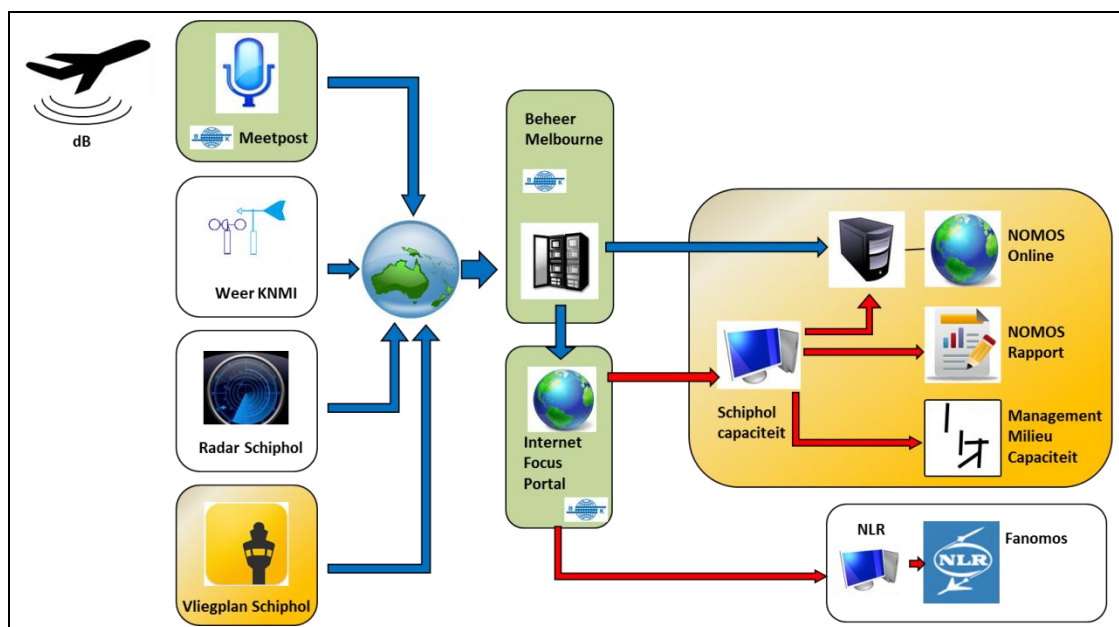 dB
B K Meetpost
Weer KNMI
Radar Schiphol
Vliegplan Schiphol
Beheer
Melbourne
B K
Internet
Focus
Portal
B K
Schiphol
capaciteit
NOMOS
Online
NOMOS
Rapport
Management
Milieu
Capaciteit
NLR
NLR
Fanomos